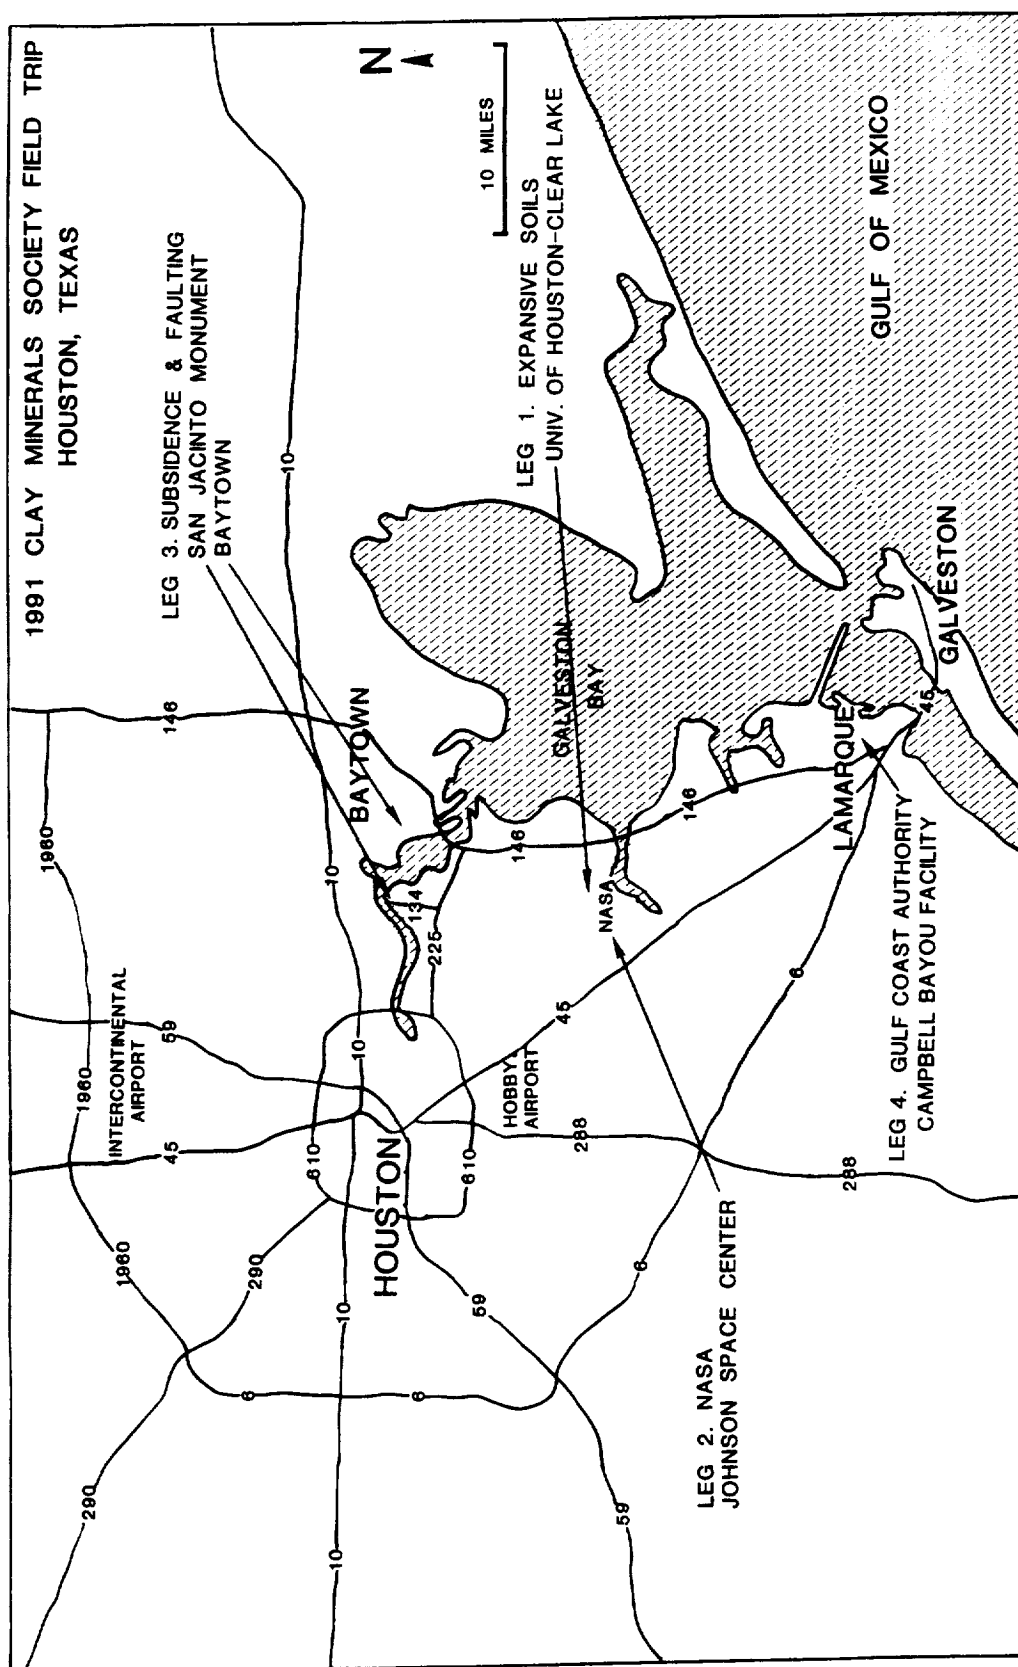 1991 CLAY MINERALS SOCIETY FIELD TRIP
HOUSTON, TEXAS
N
10 MILES
LEG 3. SUBSIDENCE & FAULTING
SAN JACINTO MONUMENT
BAYTOWN
LEG 1. EXPANSIVE SOILS
UNIV. OF HOUSTON-CLEAR LAKE
LEG 2. NASA
JOHNSON SPACE CENTER
LEG 4. GULF COAST AUTHORITY
CAMPBELL BAYOU FACILITY
INTERCONTINENTAL
AIRPORT
HOUSTON
HOBBY
AIRPORT
BAYTOWN
GALVESTON
BAY
NASA
LAMARQUE
GALVESTON
GULF OF MEXICO
290
1960
1960
1960
146
59
45
290
6
6
10
10
10
10
10
610
610
134
225
59
59
45
146
146
288
288
6
6
45